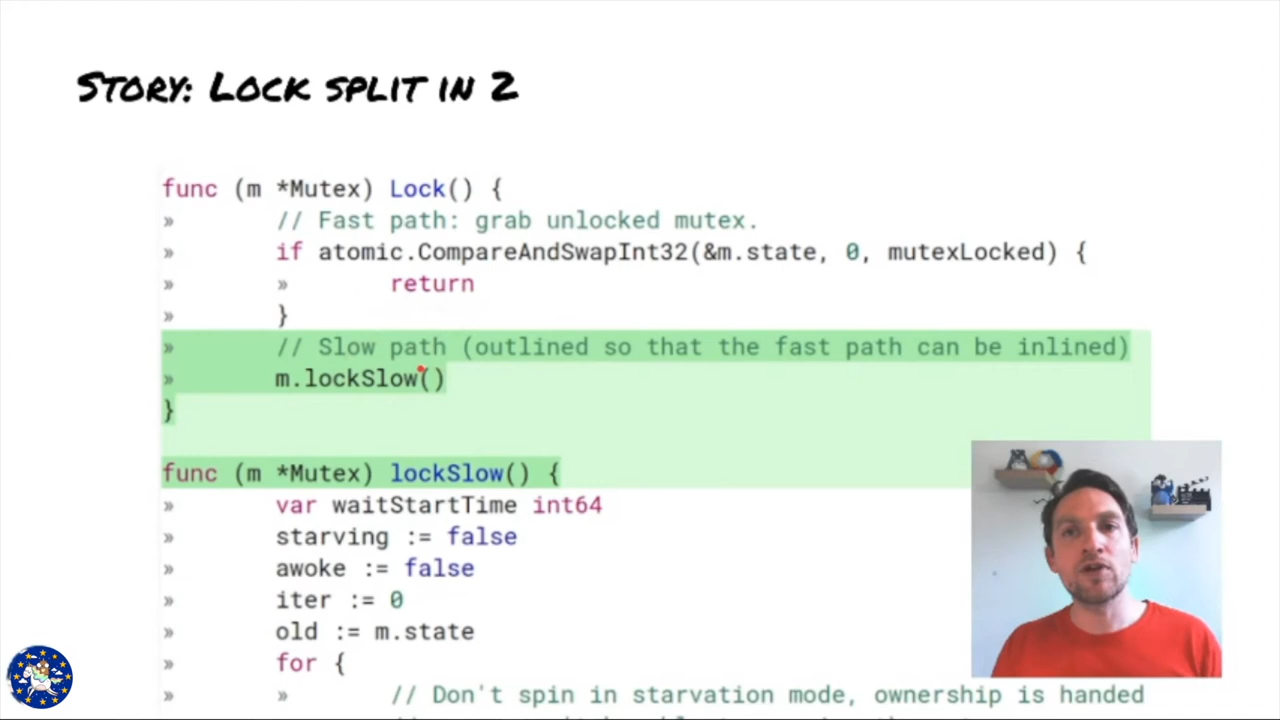 Story: Lock split in 2
func (m *Mutex) Lock() {
» // Fast path: grab unlocked mutex.
» if atomic.CompareAndSwapInt32(&m.state, 0, mutexLocked) {
» » return
» }
» // Slow path (outlined so that the fast path can be inlined)
» m.lockSlow()
}
func (m *Mutex) lockSlow() {
» var waitStartTime int64
» starving := false
» awoke := false
» iter := 0
» old := m.state
» for {
» » // Don't spin in starvation mode, ownership is handed